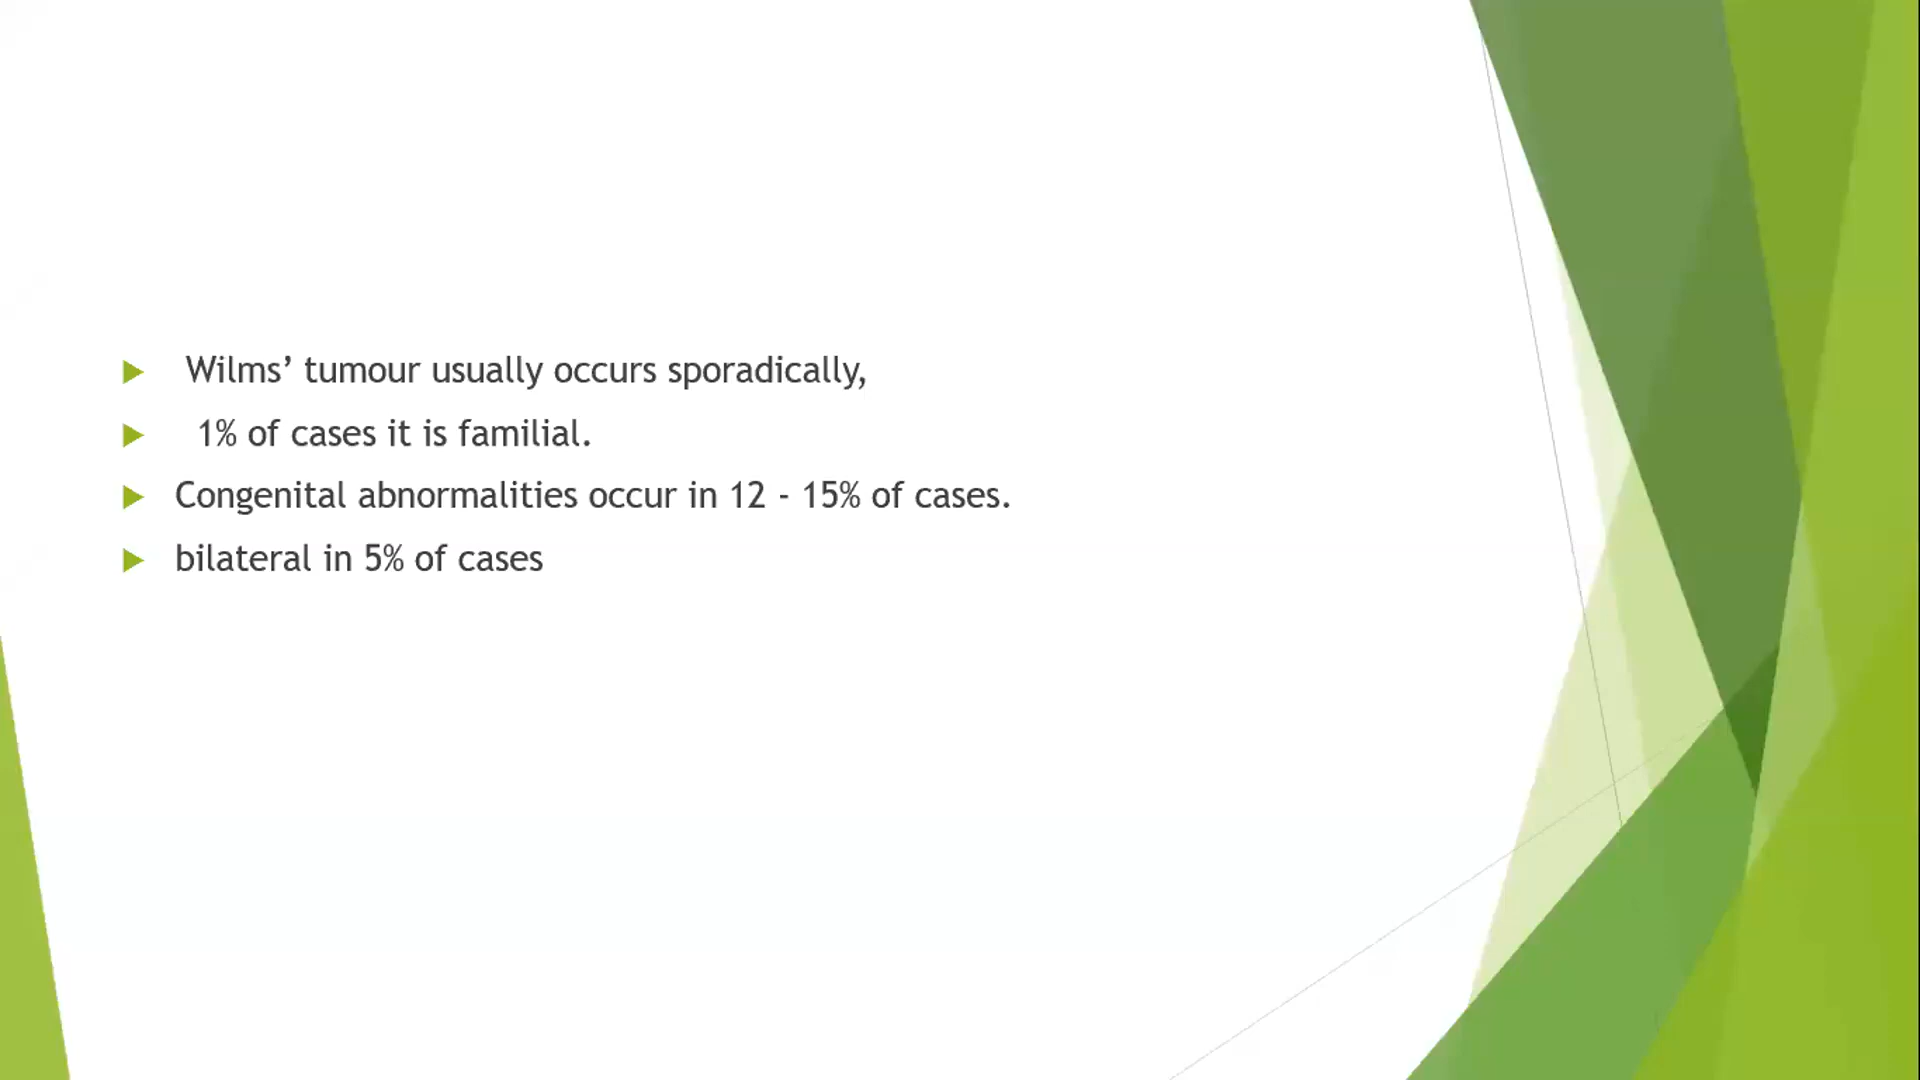 Wilms’ tumour usually occurs sporadically,
1% of cases it is familial.
Congenital abnormalities occur in 12 - 15% of cases.
bilateral in 5% of cases